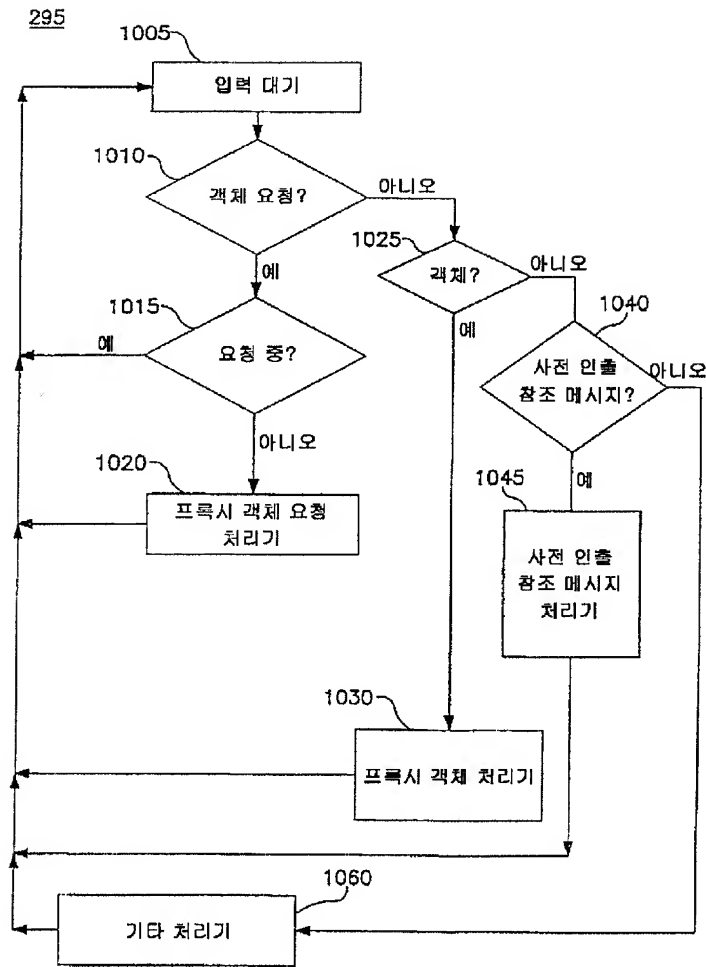 295
1005
입력 대기
1010
객체 요청?
아니오
1025
객체?
아니오
예
1015
요청 중?
예
예
1040
사전 인출
참조 메시지?
아니오
아니오
1020
프록시 객체 요청
처리기
예
1045
사전 인출
참조 메시지
처리기
1030
프록시 객체 처리기
1060
기타 처리기